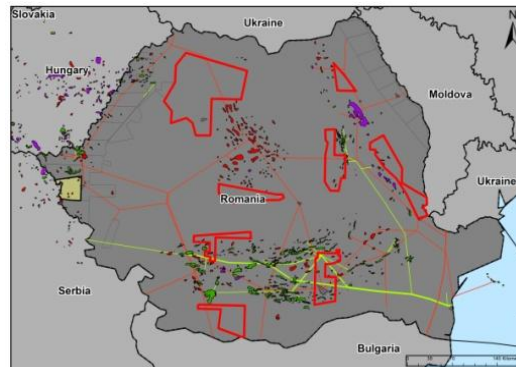 Slovakia
Ukraine
N
Hungary
Moldova
Ukraine
Romania
Serbia
Bulgaria